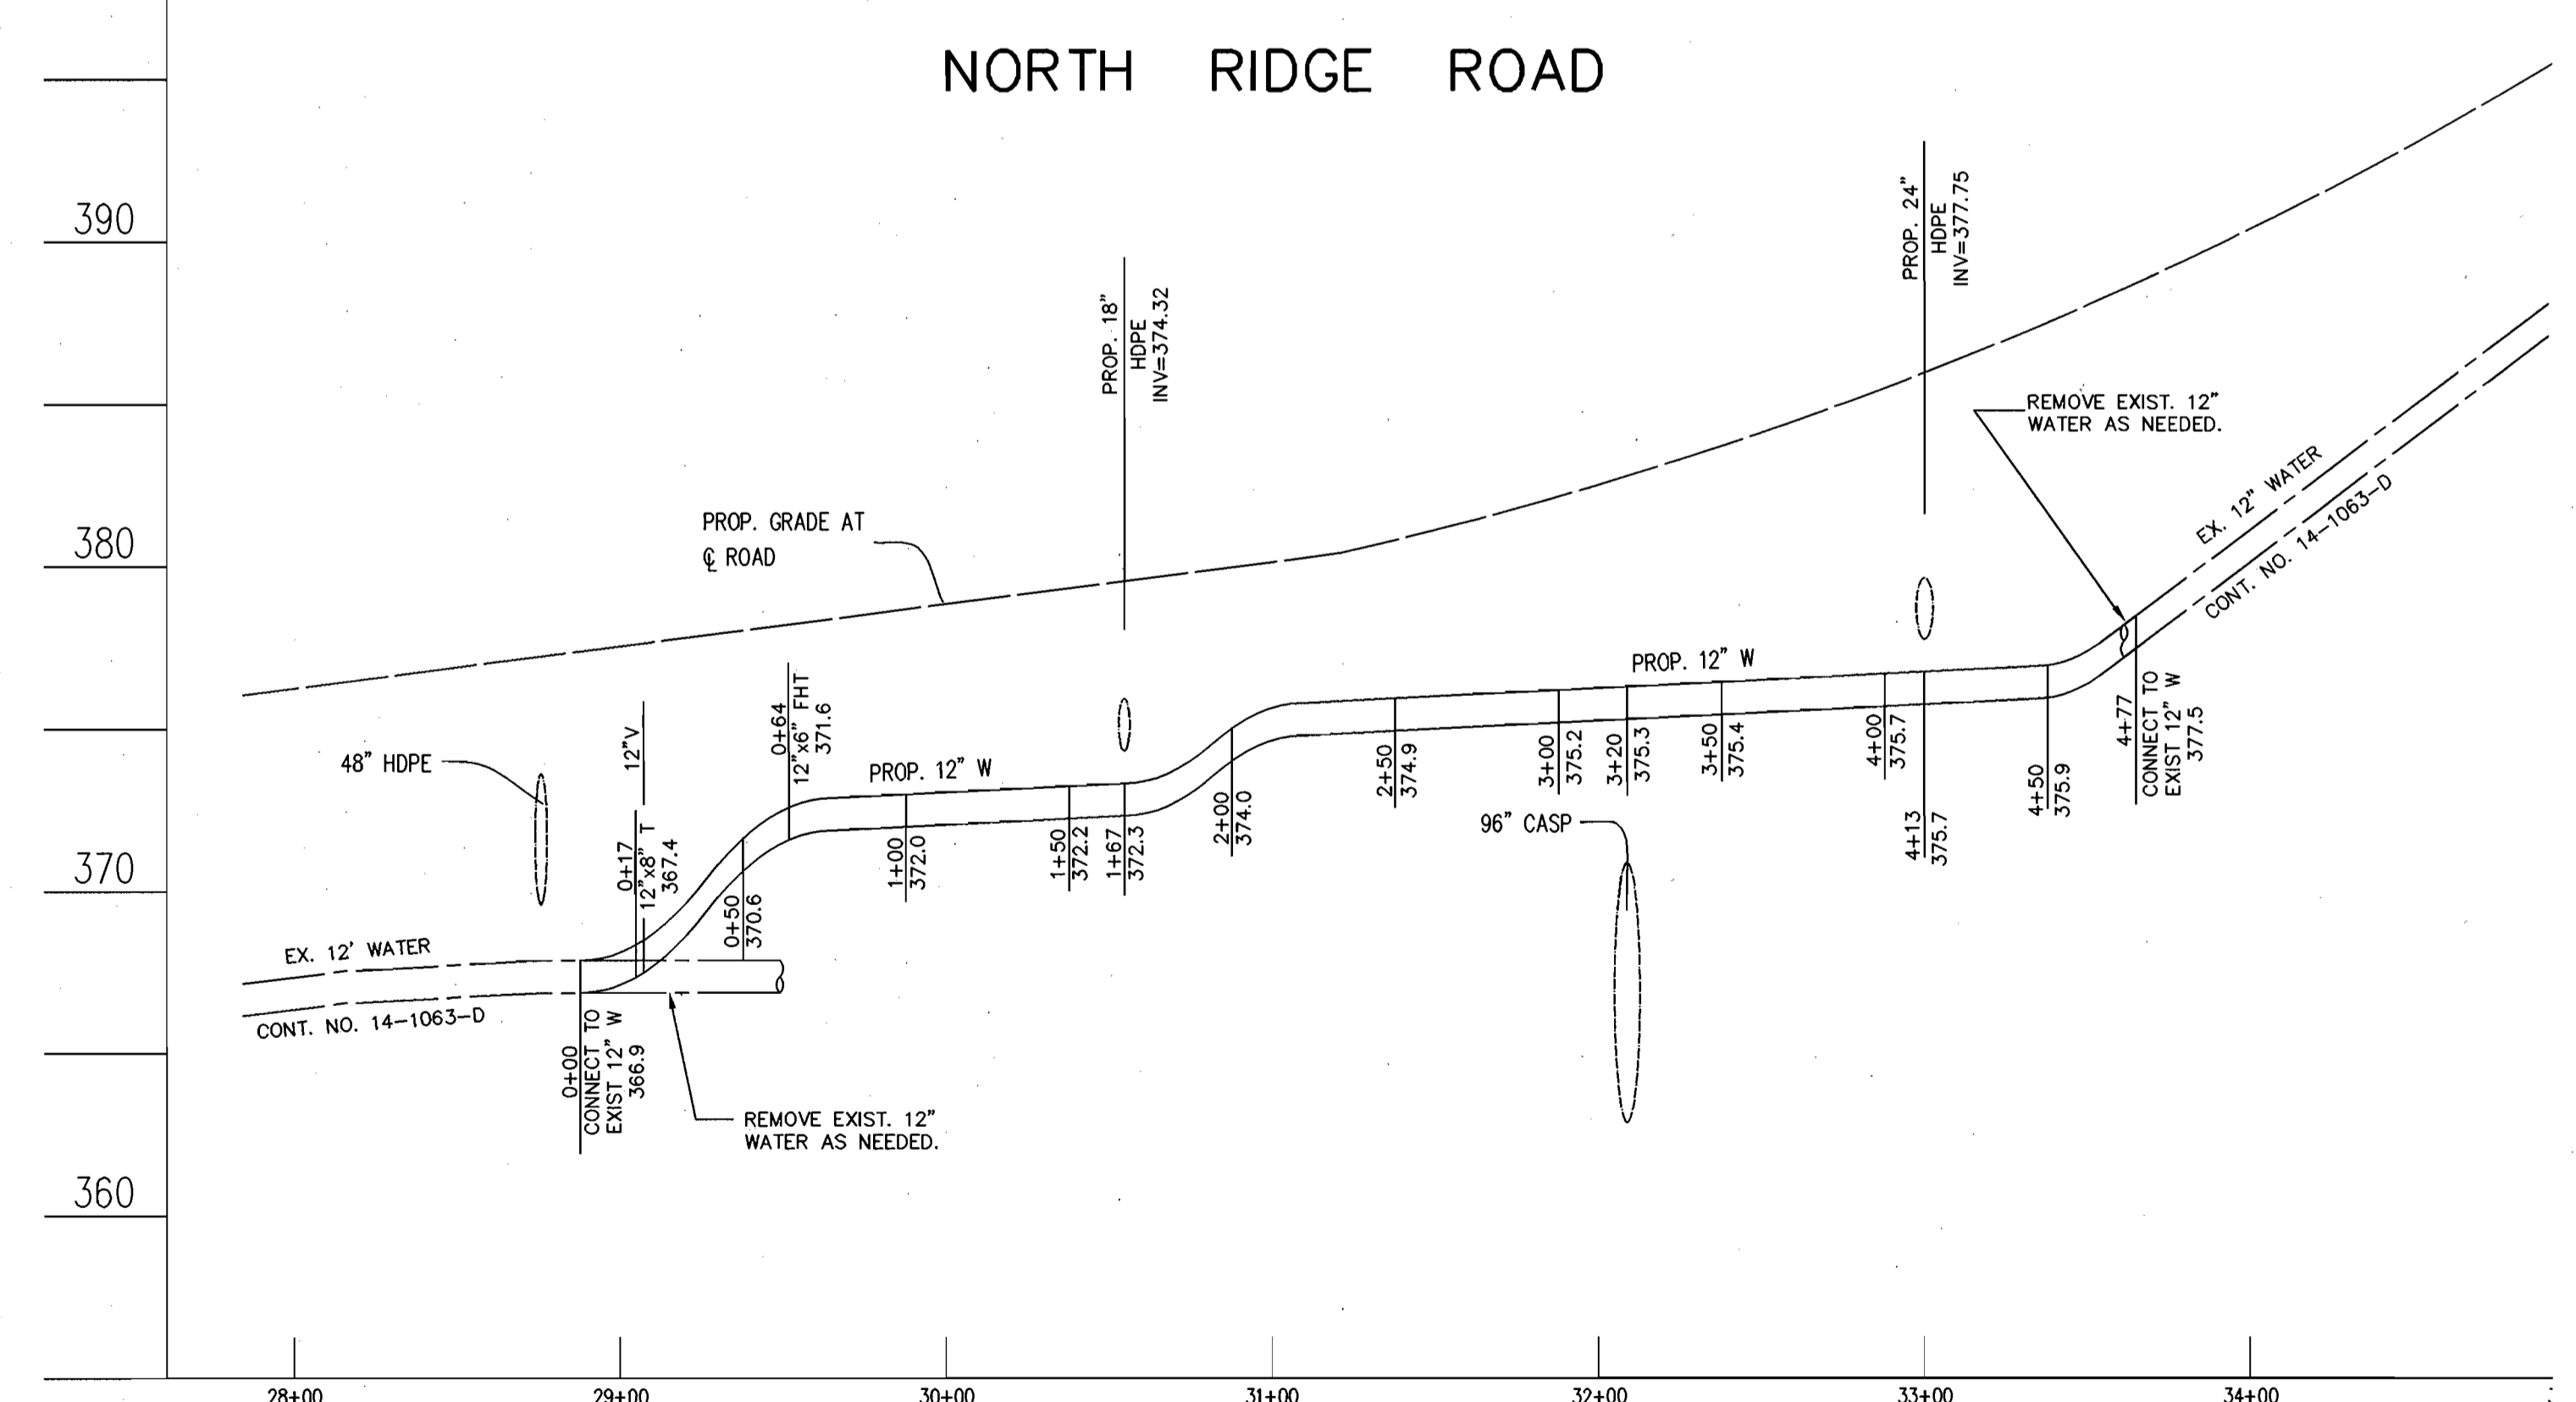 NORTH RIDGE ROAD
390
380
370
360
PROP. 18"
HDPE
INV=374.32
PROP. 24"
HDPE
INV=377.75
REMOVE EXIST. 12"
WATER AS NEEDED.
PROP. GRADE AT
℄ ROAD
EX. 12" WATER
CONT. NO. 14-1063-D
48" HDPE
12"V
0+17
12"x8" T
367.4
0+64
12"x6" FHT
371.6
PROP. 12" W
PROP. 12" W
0+50
370.6
1+00
372.0
1+50
372.2
1+67
372.3
2+00
374.0
2+50
374.9
3+00
375.2
3+20
375.3
3+50
375.4
4+00
375.7
4+13
375.7
4+50
375.9
4+77
CONNECT TO
EXIST 12" W
377.5
96" CASP
EX. 12' WATER
CONT. NO. 14-1063-D
0+00
CONNECT TO
EXIST 12" W
366.9
REMOVE EXIST. 12"
WATER AS NEEDED.
28+00
29+00
30+00
31+00
32+00
33+00
34+00